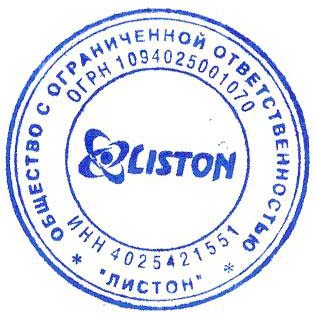 ОБЩЕСТВО С ОГРАНИЧЕННОЙ ОТВЕТСТВЕННОСТЬЮ
* "ЛИСТОН" *
ОГРН 1094025001070
LISTON
ИНН 4025421551